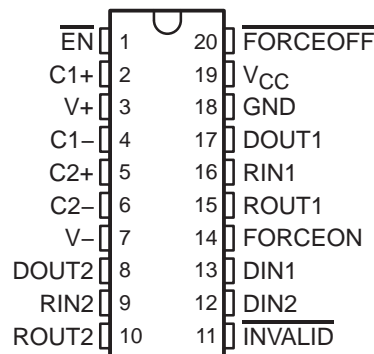 EN 1 20 FORCEOFF
C1+ 2 19 VCC
V+ 3 18 GND
C1− 4 17 DOUT1
C2+ 5 16 RIN1
C2− 6 15 ROUT1
V− 7 14 FORCEON
DOUT2 8 13 DIN1
RIN2 9 12 DIN2
ROUT2 10 11 INVALID